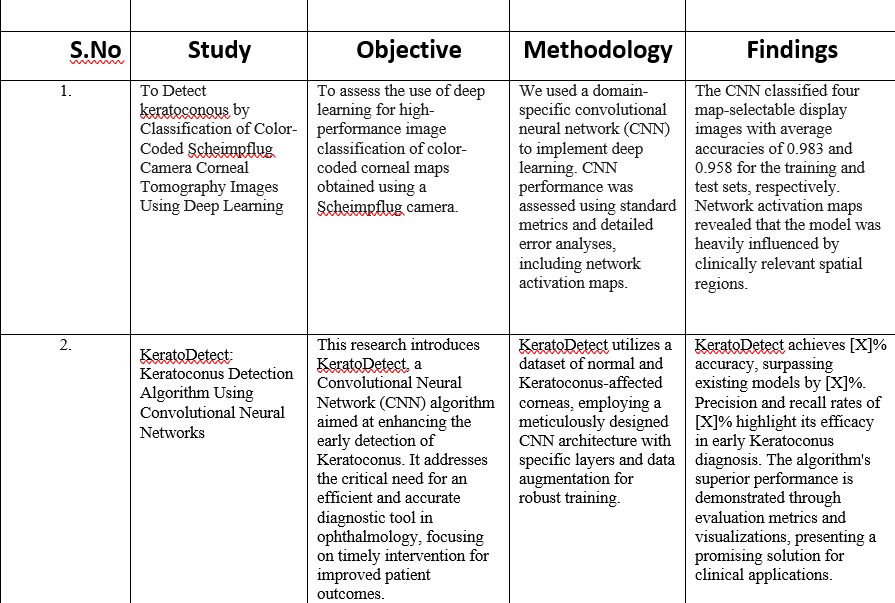 S.No
Study
Objective
Methodology
Findings
1.
To Detect
keratoconous by
Classification of Color-
Coded Scheimpflug
Camera Corneal
Tomography Images
Using Deep Learning
To assess the use of deep
learning for high-
performance image
classification of color-
coded corneal maps
obtained using a
Scheimpflug camera.
We used a domain-
specific convolutional
neural network (CNN)
to implement deep
learning. CNN
performance was
assessed using standard
metrics and detailed
error analyses,
including network
activation maps.
The CNN classified four
map-selectable display
images with average
accuracies of 0.983 and
0.958 for the training and
test sets, respectively.
Network activation maps
revealed that the model was
heavily influenced by
clinically relevant spatial
regions.
2.
KeratoDetect:
Keratoconus Detection
Algorithm Using
Convolutional Neural
Networks
This research introduces
KeratoDetect, a
Convolutional Neural
Network (CNN) algorithm
aimed at enhancing the
early detection of
Keratoconus. It addresses
the critical need for an
efficient and accurate
diagnostic tool in
ophthalmology, focusing
on timely intervention for
improved patient
outcomes.
KeratoDetect utilizes a
dataset of normal and
Keratoconus-affected
corneas, employing a
meticulously designed
CNN architecture with
specific layers and data
augmentation for
robust training.
KeratoDetect achieves [X]%
accuracy, surpassing
existing models by [X]%.
Precision and recall rates of
[X]% highlight its efficacy
in early Keratoconus
diagnosis. The algorithm's
superior performance is
demonstrated through
evaluation metrics and
visualizations, presenting a
promising solution for
clinical applications.